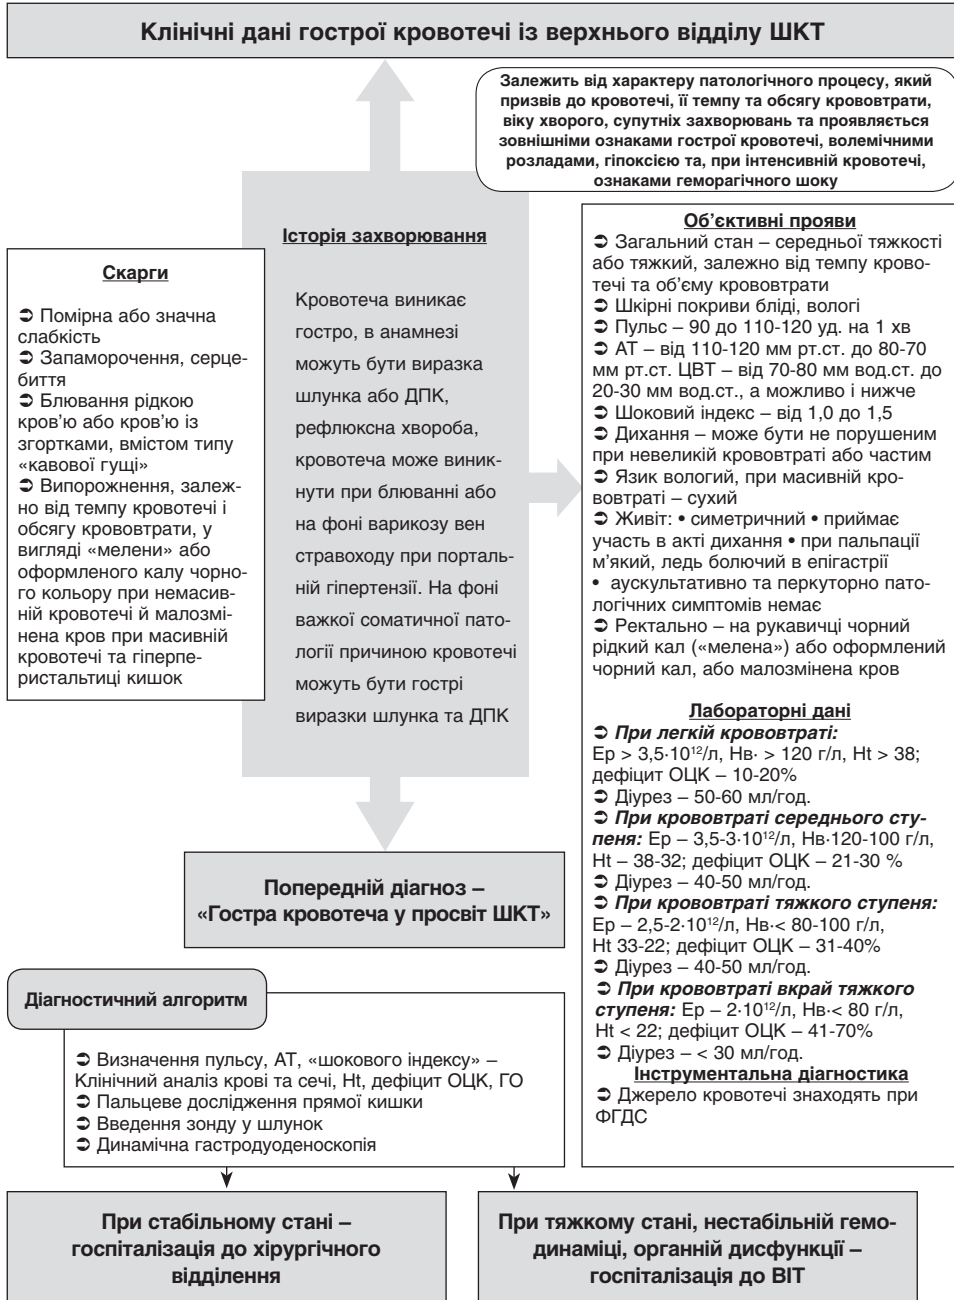 Клінічні дані гострої кровотечі із верхнього відділу ШКТ
Залежить від характеру патологічного процесу, який
призвів до кровотечі, її темпу та обсягу крововтрати,
віку хворого, супутніх захворювань та проявляється
зовнішніми ознаками гострої кровотечі, волемічними
розладами, гіпоксією та, при інтенсивній кровотечі,
ознаками геморагічного шоку
Скарги
➲ Помірна або значна
слабкість
➲ Запаморочення, серце-
биття
➲ Блювання рідкою
кров’ю або кров’ю із
згортками, вмістом типу
«кавової гущі»
➲ Випорожнення, залеж-
но від темпу кровотечі і
обсягу крововтрати, у
вигляді «мелени» або
оформленого калу чорно-
го кольору при немасив-
ній кровотечі й малозмі-
нена кров при масивній
кровотечі та гіперпе-
ристальтиці кишок
Історія захворювання
Кровотеча виникає
гостро, в анамнезі
можуть бути виразка
шлунка або ДПК,
рефлюксна хвороба,
кровотеча може виник-
нути при блюванні або
на фоні варикозу вен
стравоходу при порталь-
ній гіпертензії. На фоні
важкої соматичної пато-
логії причиною кровотечі
можуть бути гострі
виразки шлунка та ДПК
Об’єктивні прояви
➲ Загальний стан – середньої тяжкості
або тяжкий, залежно від темпу крово-
течі та об’єму крововтрати
➲ Шкірні покриви бліді, вологі
➲ Пульс – 90 до 110-120 уд. на 1 хв
➲ АТ – від 110-120 мм рт.ст. до 80-70
мм рт.ст. ЦВТ – від 70-80 мм вод.ст. до
20-30 мм вод.ст., а можливо і нижче
➲ Шоковий індекс – від 1,0 до 1,5
➲ Дихання – може бути не порушеним
при невеликій крововтраті або частим
➲ Язик вологий, при масивній кро-
вовтраті – сухий
➲ Живіт: • симетричний • приймає
участь в акті дихання • при пальпації
м’який, ледь болючий в епігастрії
• аускультативно та перкуторно пато-
логічних симптомів немає
➲ Ректально – на рукавичці чорний
рідкий кал («мелена») або оформлений
чорний кал, або малозмінена кров
Лабораторні дані
➲ При легкій крововтраті:
Ер > 3,5·10¹²/л, Нв· > 120 г/л, Ht > 38;
дефіцит ОЦК – 10-20%
➲ Діурез – 50-60 мл/год.
➲ При крововтраті середнього сту-
пеня: Ер – 3,5-3·10¹²/л, Нв·120-100 г/л,
Ht – 38-32; дефіцит ОЦК – 21-30 %
➲ Діурез – 40-50 мл/год.
➲ При крововтраті тяжкого ступеня:
Ер – 2,5-2·10¹²/л, Нв·< 80-100 г/л,
Ht 33-22; дефіцит ОЦК – 31-40%
➲ Діурез – 40-50 мл/год.
➲ При крововтраті вкрай тяжкого
ступеня: Ер – 2·10¹²/л, Нв·< 80 г/л,
Ht < 22; дефіцит ОЦК – 41-70%
➲ Діурез – < 30 мл/год.
Інструментальна діагностика
➲ Джерело кровотечі знаходять при
ФГДС
Попередній діагноз –
«Гостра кровотеча у просвіт ШКТ»
Діагностичний алгоритм
➲ Визначення пульсу, АТ, «шокового індексу» –
Клінічний аналіз крові та сечі, Ht, дефіцит ОЦК, ГО
➲ Пальцеве дослідження прямої кишки
➲ Введення зонду у шлунок
➲ Динамічна гастродуоденоскопія
При стабільному стані –
госпіталізація до хірургічного
відділення
При тяжкому стані, нестабільній гемо-
динаміці, органній дисфункції –
госпіталізація до ВІТ